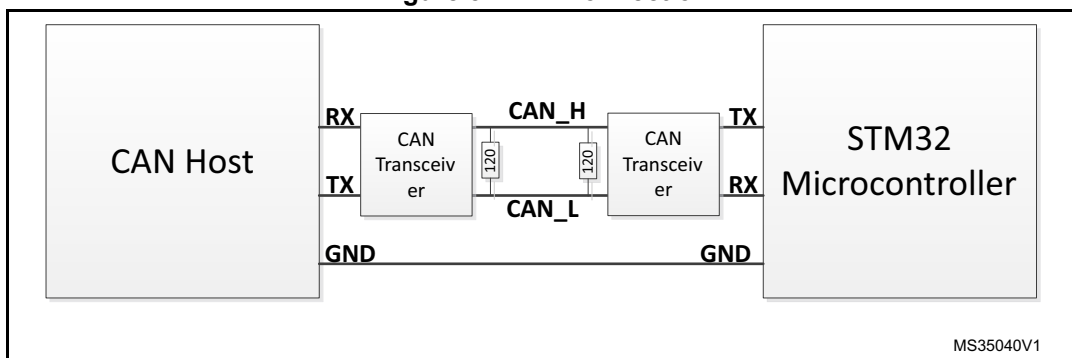 CAN Host
RX
TX
GND
CAN
Transceiv
er
CAN_H
120
120
CAN_L
CAN
Transceiv
er
TX
RX
GND
STM32
Microcontroller
MS35040V1